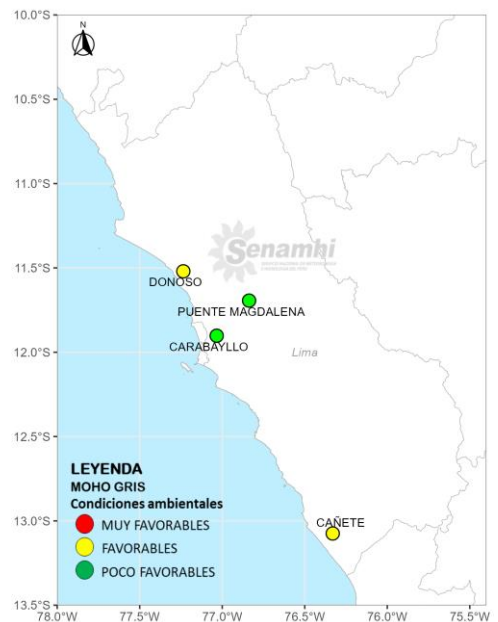 10.0°S
N
10.5°S
11.0°S
11.5°S
Senamhi
DONOSO
PUENTE MAGDALENA
12.0°S
CARABAYLLO
Lima
12.5°S
LEYENDA
MOHO GRIS
Condiciones ambientales
MUY FAVORABLES
FAVORABLES
POCO FAVORABLES
13.0°S
CAÑETE
13.5°S
78.0°W
77.5°W
77.0°W
76.5°W
76.0°W
75.5°W